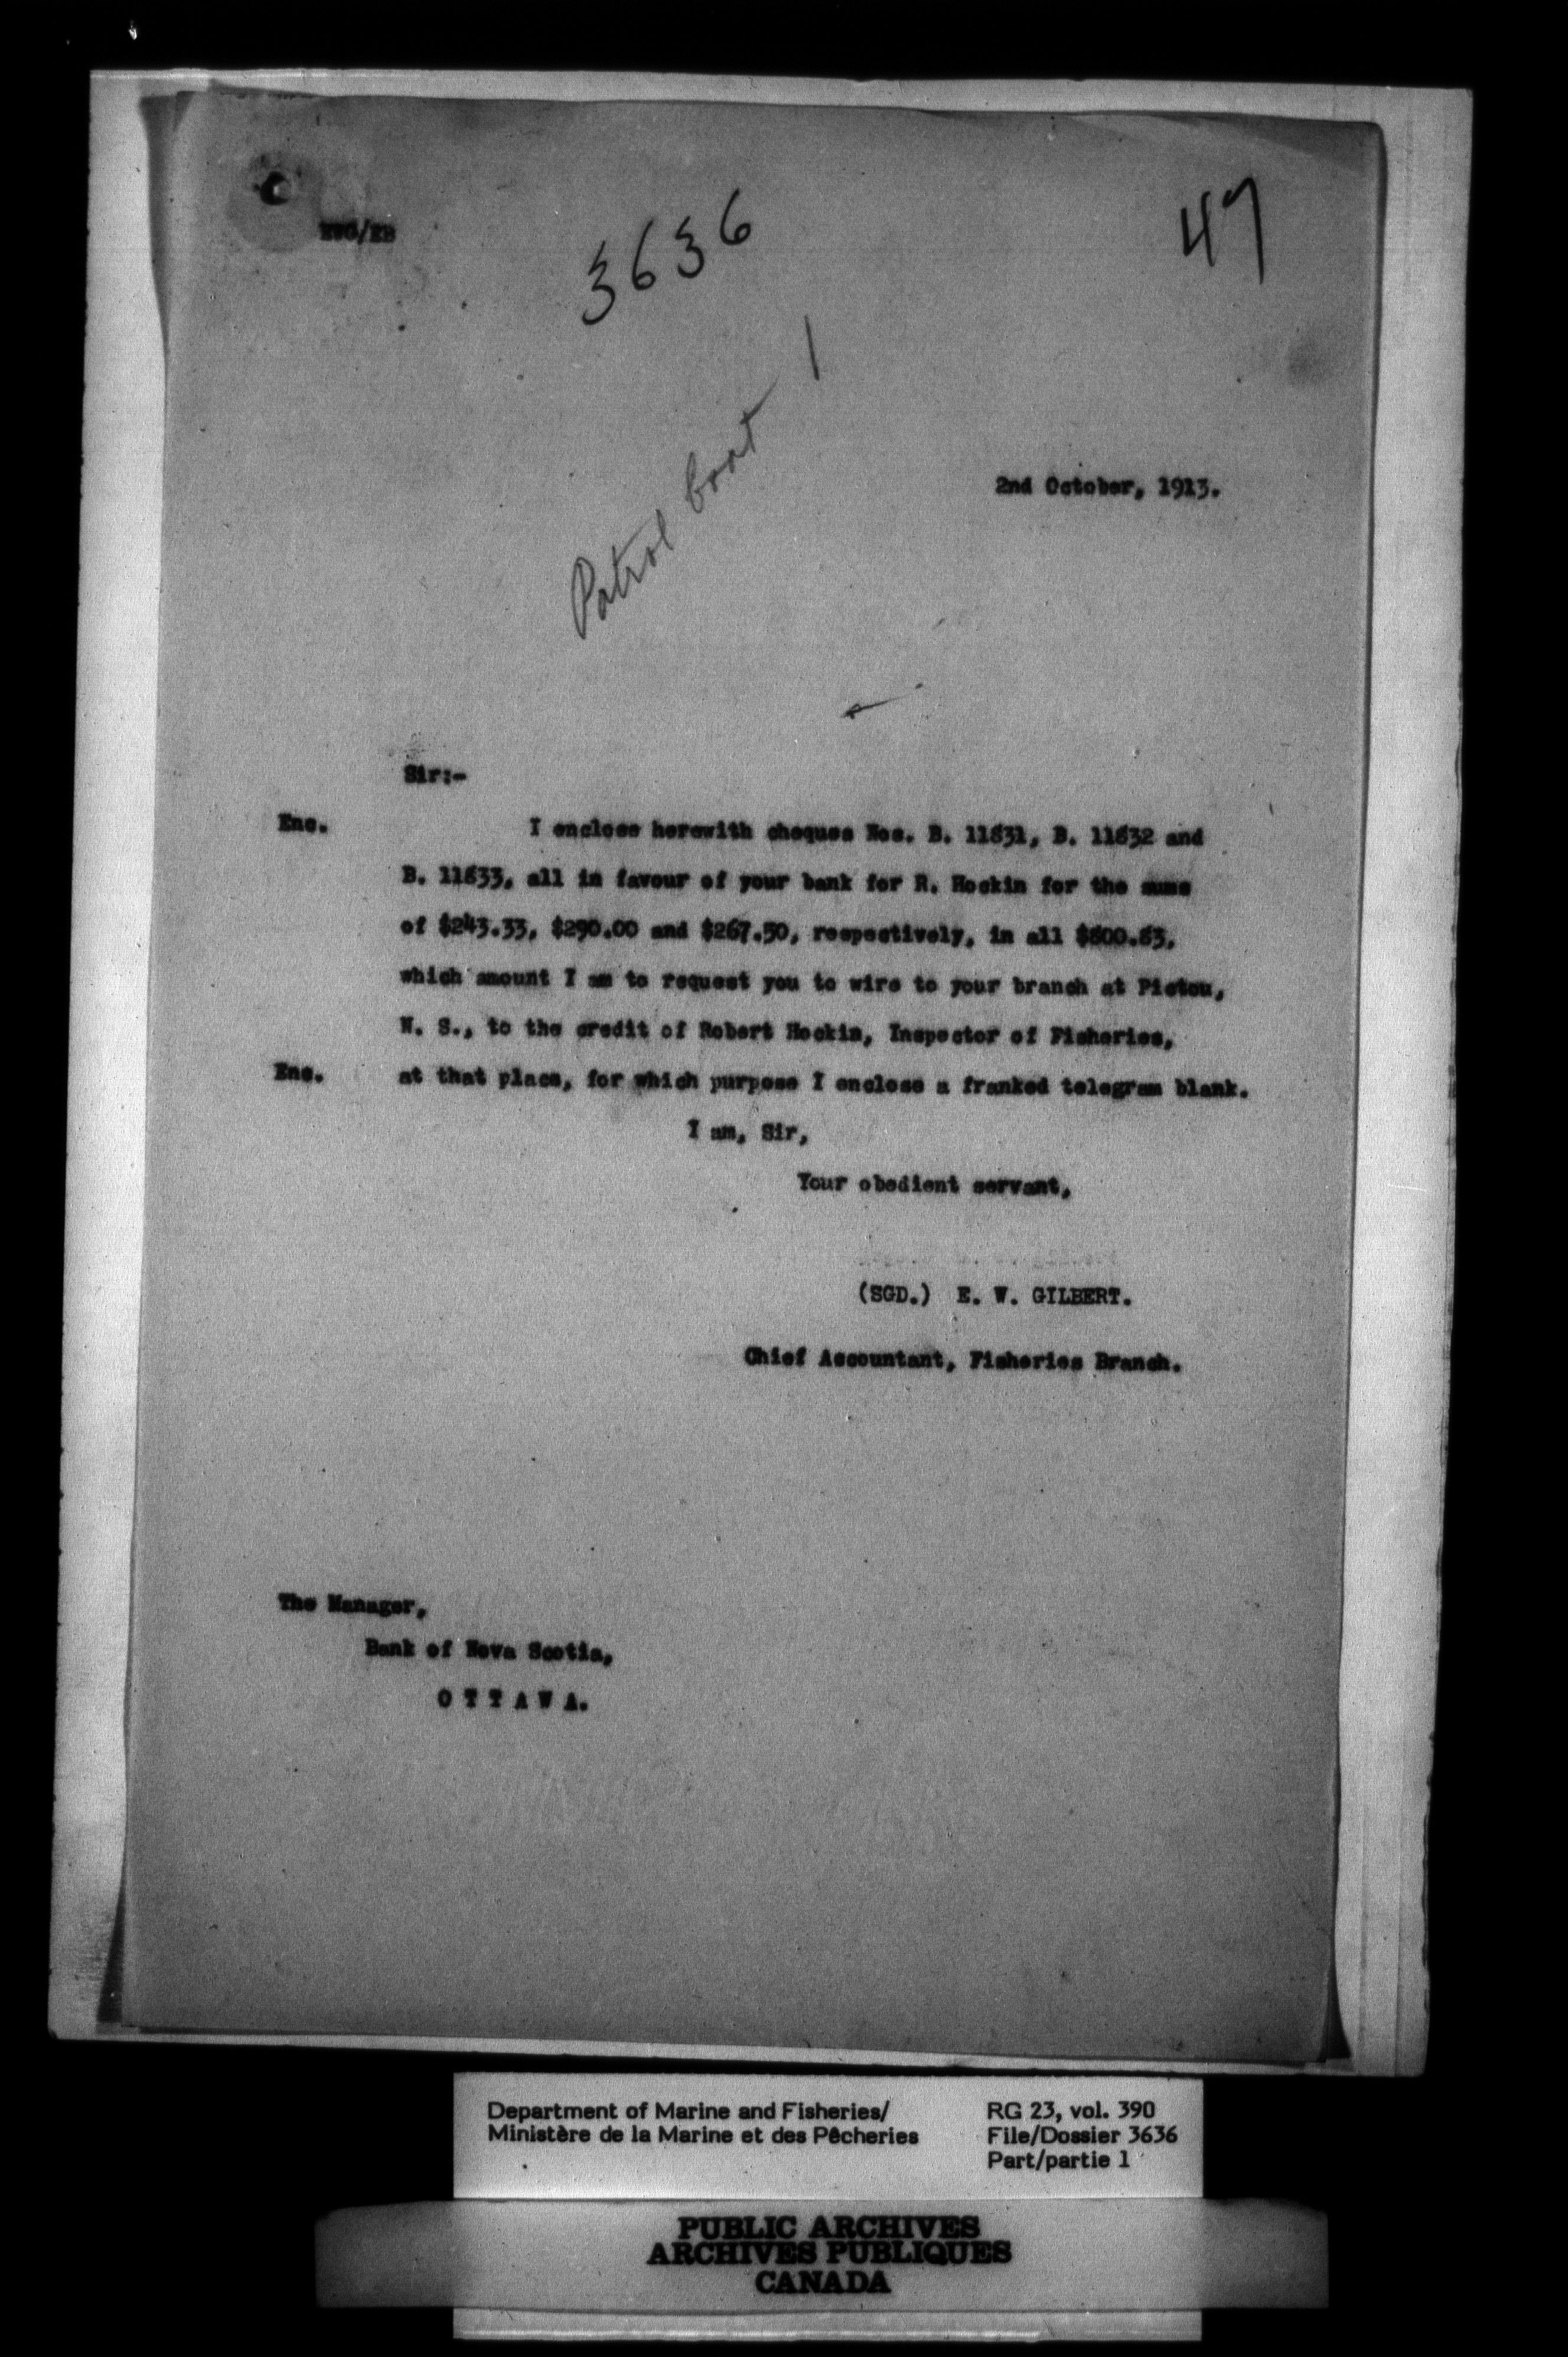 EWG/EB
3636
47
Patrol boat 1
2nd October, 1913.
Sir:-
Enc. I enclose herewith cheques Nos. B. 11831, B. 11832 and
B. 11833, all in favour of your bank for R. Hockin for the sums
of $243.33, $290.00 and $267.50, respectively, in all $800.83,
which amount I am to request you to wire to your branch at Pictou,
N. S., to the credit of Robert Hockin, Inspector of Fisheries,
Enc. at that place, for which purpose I enclose a franked telegram blank.
I am, Sir,
Your obedient servant,
(SGD.) E. W. GILBERT.
Chief Accountant, Fisheries Branch.
The Manager,
Bank of Nova Scotia,
O T T A W A.
Department of Marine and Fisheries/
Ministère de la Marine et des Pêcheries
RG 23, vol. 390
File/Dossier 3636
Part/partie 1
PUBLIC ARCHIVES
ARCHIVES PUBLIQUES
CANADA